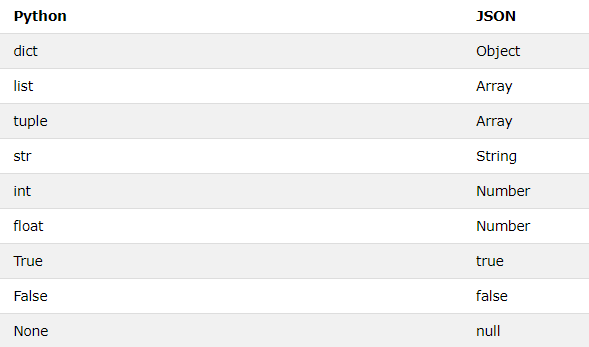 Python JSON
dict Object
list Array
tuple Array
str String
int Number
float Number
True true
False false
None null